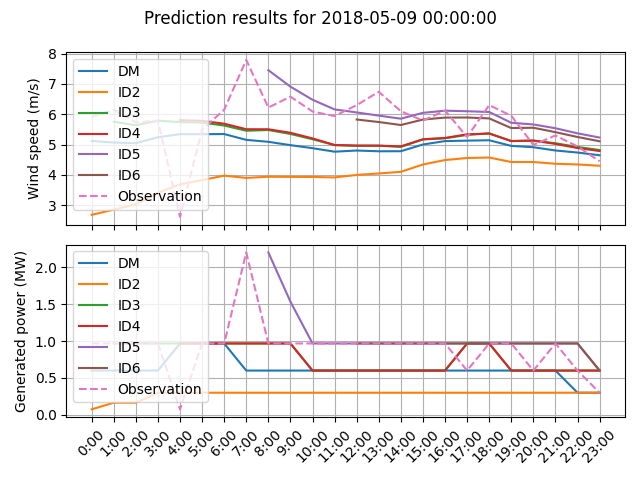 Prediction results for 2018-05-09 00:00:00
Wind speed (m/s)
8
7
6
5
4
3
DM
ID2
ID3
ID4
ID5
ID6
Observation
Generated power (MW)
2.0
1.5
1.0
0.5
0.0
DM
ID2
ID3
ID4
ID5
ID6
Observation
0:00 1:00 2:00 3:00 4:00 5:00 6:00 7:00 8:00 9:00 10:00 11:00 12:00 13:00 14:00 15:00 16:00 17:00 18:00 19:00 20:00 21:00 22:00 23:00